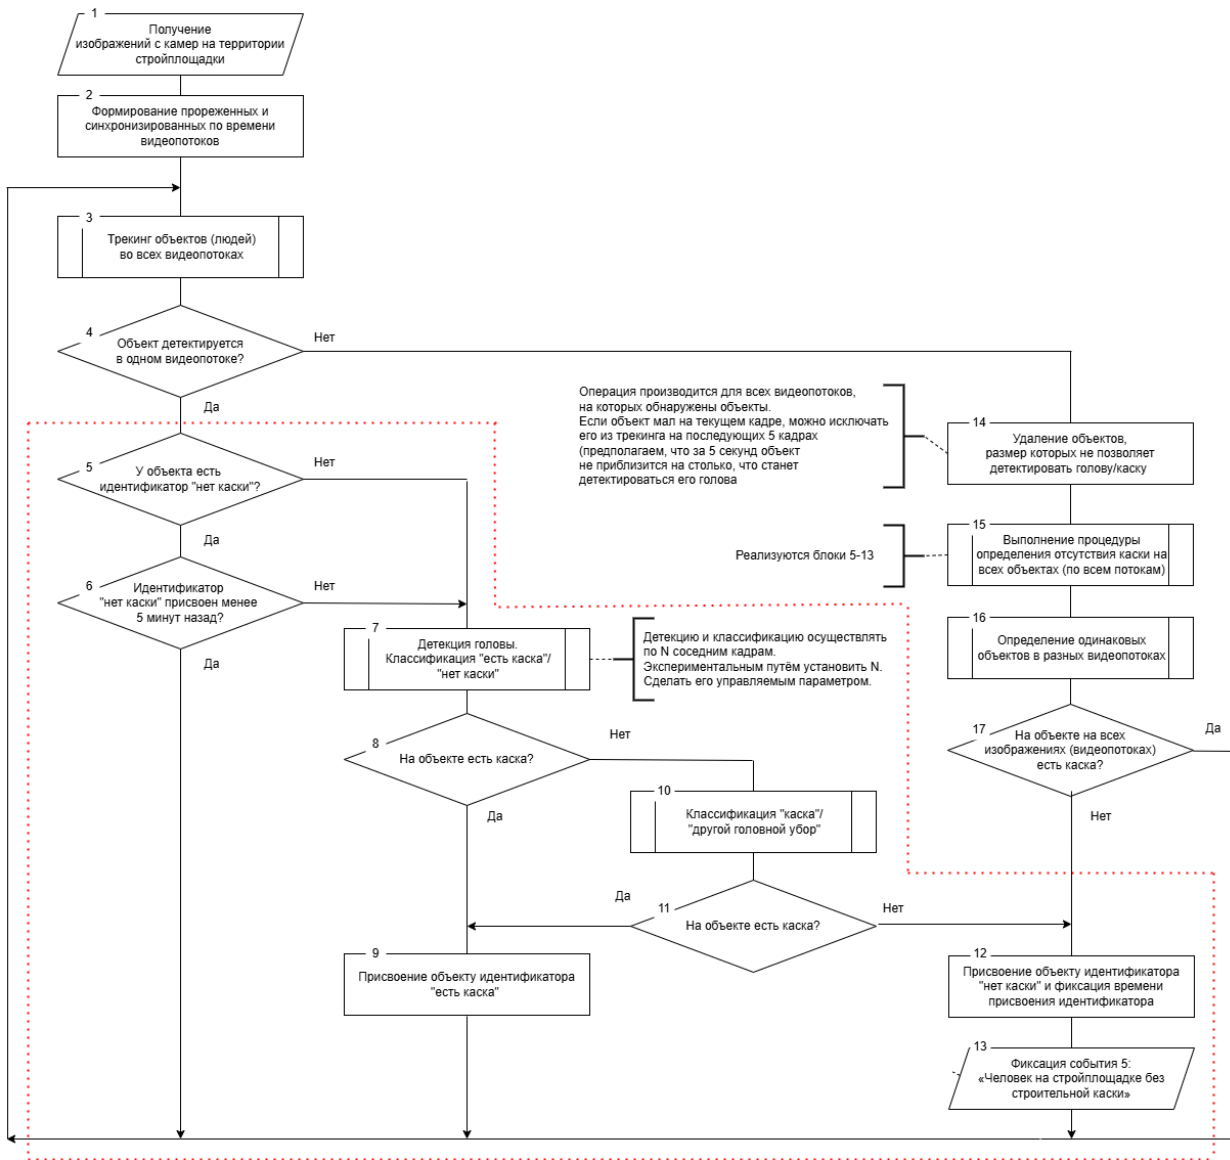 1
Получение
изображений с камер на территории
стройплощадки
2
Формирование прореженных и
синхронизированных по времени
видеопотоков
3
Трекинг объектов (людей)
во всех видеопотоках
4
Объект детектируется
в одном видеопотоке?
Нет
Да
5
У объекта есть
идентификатор "нет каски"?
Нет
Да
6
Идентификатор
"нет каски" присвоен менее
5 минут назад?
Нет
Да
7
Детекция головы.
Классификация "есть каска"/
"нет каски"
Детекцию и классификацию осуществлять
по N соседним кадрам.
Экспериментальным путём установить N.
Сделать его управляемым параметром.
8
На объекте есть каска?
Нет
Да
10
Классификация "каска"/
"другой головной убор"
11
На объекте есть каска?
Да
Нет
9
Присвоение объекту идентификатора
"есть каска"
Операция производится для всех видеопотоков,
на которых обнаружены объекты.
Если объект мал на текущем кадре, можно исключать
его из трекинга на последующих 5 кадрах
(предполагаем, что за 5 секунд объект
не приблизится на столько, что станет
детектироваться его голова
14
Удаление объектов,
размер которых не позволяет
детектировать голову/каску
Реализуются блоки 5-13
15
Выполнение процедуры
определения отсутствия каски на
всех объектах (по всем потокам)
16
Определение одинаковых
объектов в разных видеопотоках
17
На объекте на всех
изображениях (видеопотоках)
есть каска?
Да
Нет
12
Присвоение объекту идентификатора
"нет каски" и фиксация времени
присвоения идентификатора
13
Фиксация события 5:
«Человек на стройплощадке без
строительной каски»